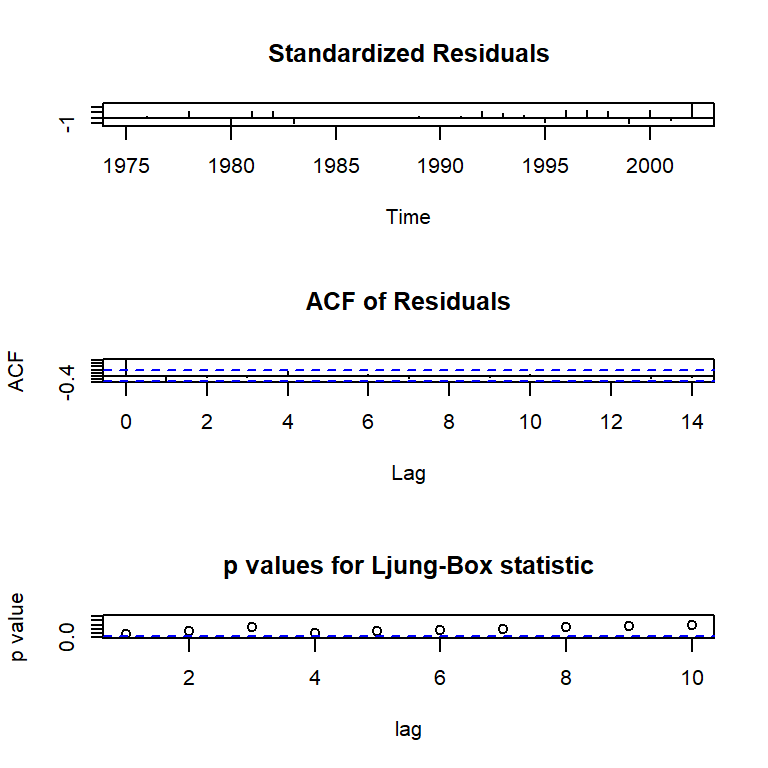 Standardized Residuals
-1
1975 1980 1985 1990 1995 2000
Time
ACF of Residuals
ACF
-0.4
0 2 4 6 8 10 12 14
Lag
p values for Ljung-Box statistic
p value
0.0
2 4 6 8 10
lag